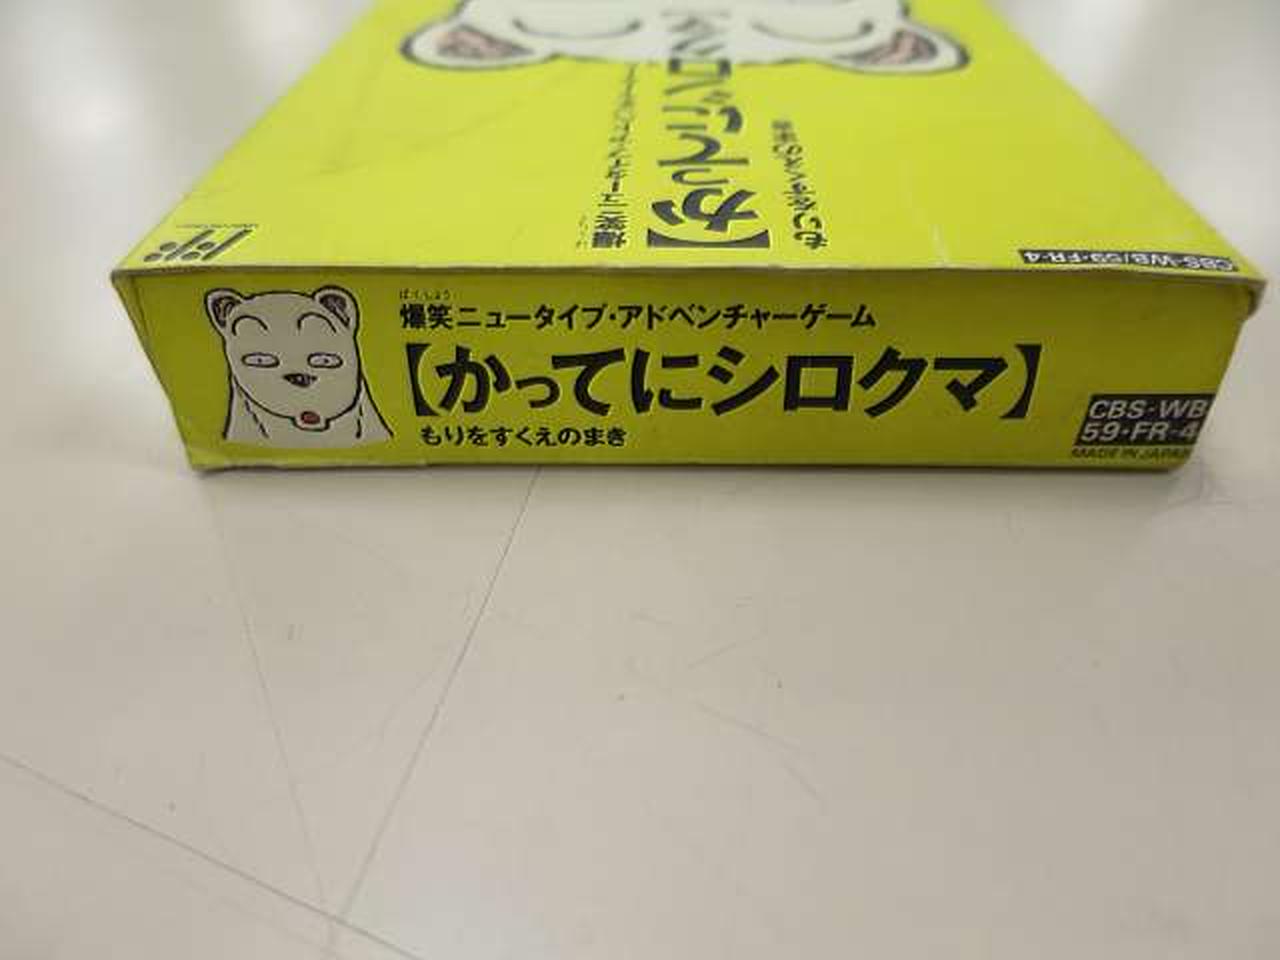 爆笑ニュータイプ・アドベンチャーゲーム
ばくしょう
【かってにシロクマ】
もりをすくえのまき
CBS・WB
59・FR-4
MADE IN JAPAN
CBS-WB/59・FR-4